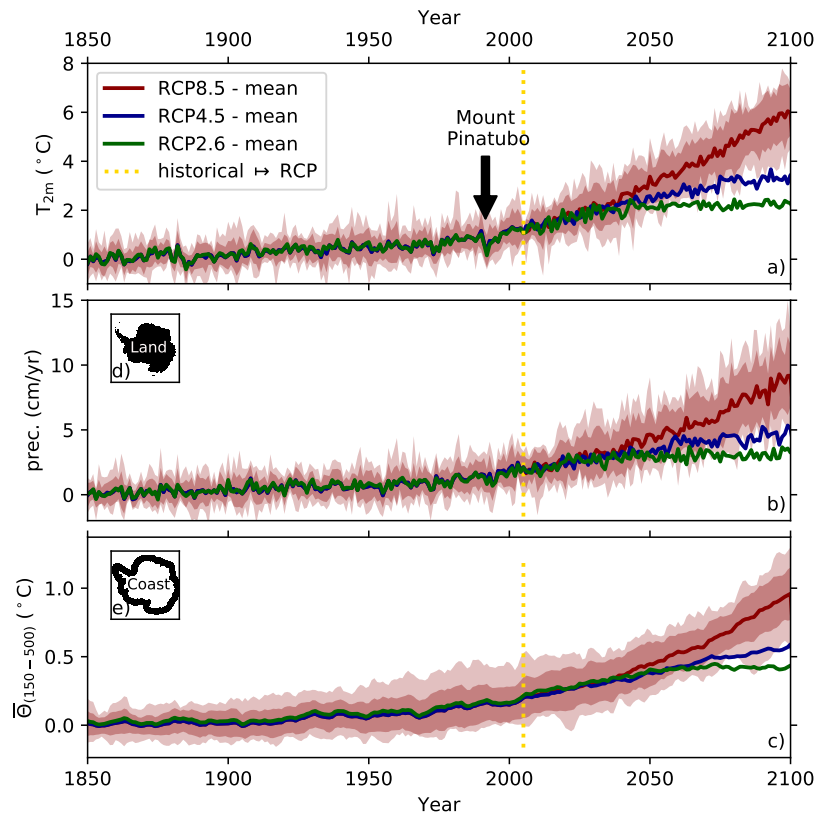 Year
1850 1900 1950 2000 2050 2100
8
6
4
2
0
T2m (°C)
RCP8.5 - mean
RCP4.5 - mean
RCP2.6 - mean
historical ↦ RCP
Mount
Pinatubo
a)
15
10
5
0
prec. (cm/yr)
Land
d)
b)
1.0
0.5
0.0
Θ̅(150−500) (°C)
Coast
e)
c)
1850 1900 1950 2000 2050 2100
Year